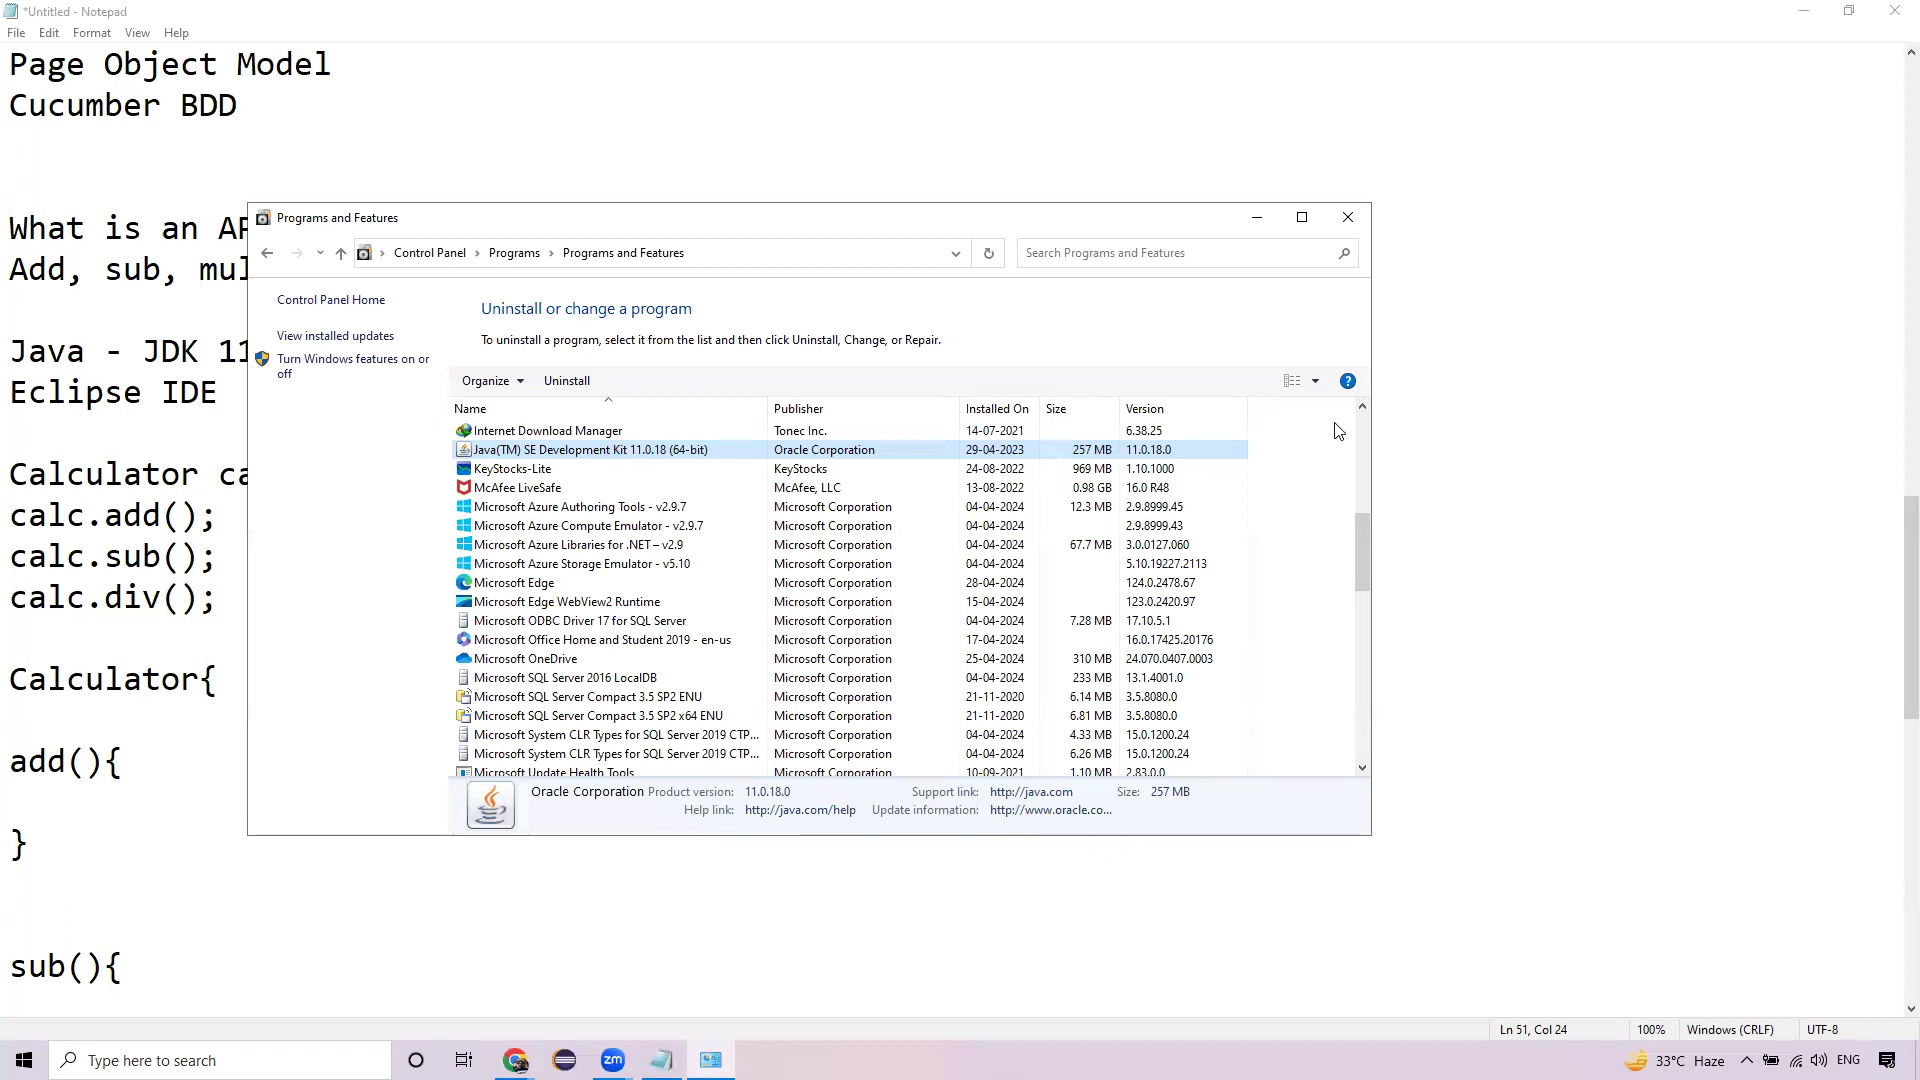 *Untitled - Notepad
File Edit Format View Help
Page Object Model
Cucumber BDD
What is an AP
Add, sub, mul
Java - JDK 11
Eclipse IDE
Calculator ca
calc.add();
calc.sub();
calc.div();
Calculator{
add(){
}
sub(){
Programs and Features
Control Panel › Programs › Programs and Features
Search Programs and Features
Control Panel Home
View installed updates
Turn Windows features on or
off
Uninstall or change a program
To uninstall a program, select it from the list and then click Uninstall, Change, or Repair.
Organize Uninstall
Name Publisher Installed On Size Version
Internet Download Manager Tonec Inc. 14-07-2021 6.38.25
Java(TM) SE Development Kit 11.0.18 (64-bit) Oracle Corporation 29-04-2023 257 MB 11.0.18.0
KeyStocks-Lite KeyStocks 24-08-2022 969 MB 1.10.1000
McAfee LiveSafe McAfee, LLC 13-08-2022 0.98 GB 16.0 R48
Microsoft Azure Authoring Tools - v2.9.7 Microsoft Corporation 04-04-2024 12.3 MB 2.9.8999.45
Microsoft Azure Compute Emulator - v2.9.7 Microsoft Corporation 04-04-2024 2.9.8999.43
Microsoft Azure Libraries for .NET – v2.9 Microsoft Corporation 04-04-2024 67.7 MB 3.0.0127.060
Microsoft Azure Storage Emulator - v5.10 Microsoft Corporation 04-04-2024 5.10.19227.2113
Microsoft Edge Microsoft Corporation 28-04-2024 124.0.2478.67
Microsoft Edge WebView2 Runtime Microsoft Corporation 15-04-2024 123.0.2420.97
Microsoft ODBC Driver 17 for SQL Server Microsoft Corporation 04-04-2024 7.28 MB 17.10.5.1
Microsoft Office Home and Student 2019 - en-us Microsoft Corporation 17-04-2024 16.0.17425.20176
Microsoft OneDrive Microsoft Corporation 25-04-2024 310 MB 24.070.0407.0003
Microsoft SQL Server 2016 LocalDB Microsoft Corporation 04-04-2024 233 MB 13.1.4001.0
Microsoft SQL Server Compact 3.5 SP2 ENU Microsoft Corporation 21-11-2020 6.14 MB 3.5.8080.0
Microsoft SQL Server Compact 3.5 SP2 x64 ENU Microsoft Corporation 21-11-2020 6.81 MB 3.5.8080.0
Microsoft System CLR Types for SQL Server 2019 CTP... Microsoft Corporation 04-04-2024 4.33 MB 15.0.1200.24
Microsoft System CLR Types for SQL Server 2019 CTP... Microsoft Corporation 04-04-2024 6.26 MB 15.0.1200.24
Microsoft Update Health Tools Microsoft Corporation 10-09-2021 1.10 MB 2.83.0.0
Oracle Corporation Product version: 11.0.18.0 Support link: http://java.com Size: 257 MB
Help link: http://java.com/help Update information: http://www.oracle.co...
Ln 51, Col 24 100% Windows (CRLF) UTF-8
Type here to search
zm
33°C Haze ENG